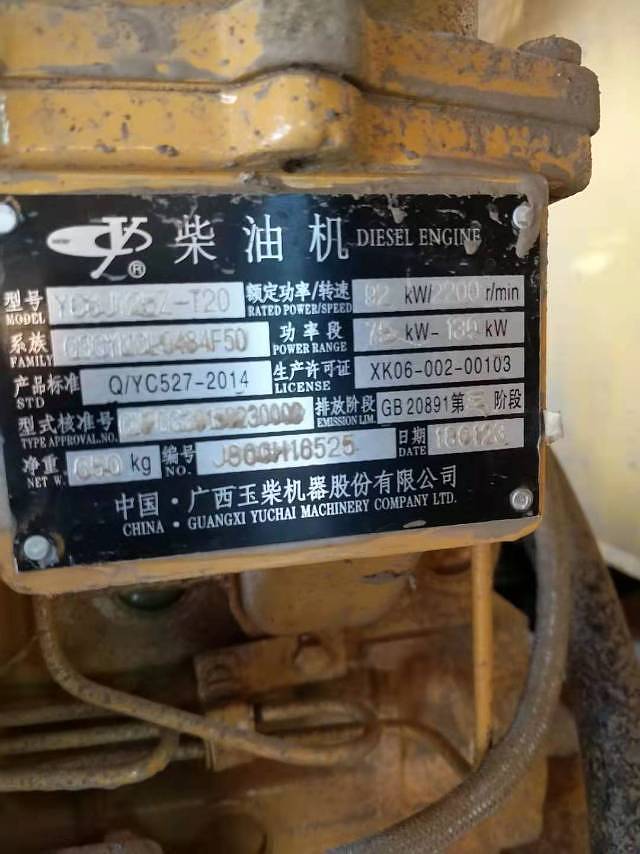 柴油机 DIESEL ENGINE
型号 额定功率/转速 92 kW/2200 r/min
MODEL RATED POWER/SPEED
系族 功率段 kW- kW
FAMILY POWER RANGE
产品标准 Q/YC527-2014 生产许可证 XK06-002-00103
STD LICENSE
型式核准号 排放阶段 GB 20891第 阶段
TYPE APPROVAL NO. EMISSION LIM.
净重 650 kg 编号 日期
NET W. NO. DATE
中国·广西玉柴机器股份有限公司
CHINA · GUANGXI YUCHAI MACHINERY COMPANY LTD.